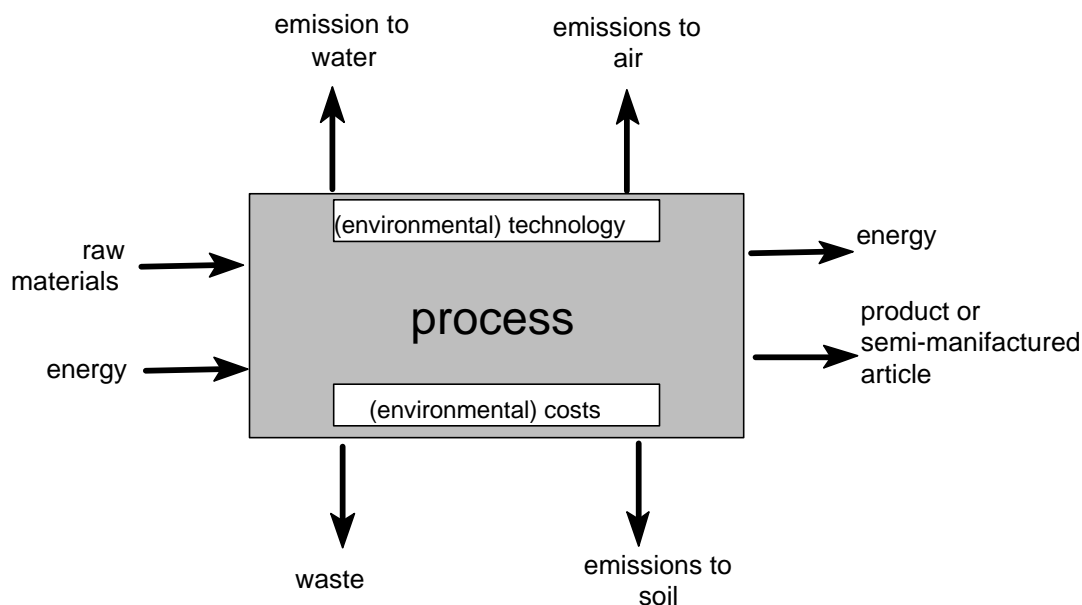 emission to
water
emissions to
air
(environmental) technology
raw
materials
energy
process
energy
product or
semi-manifactured
article
(environmental) costs
waste
emissions to
soil